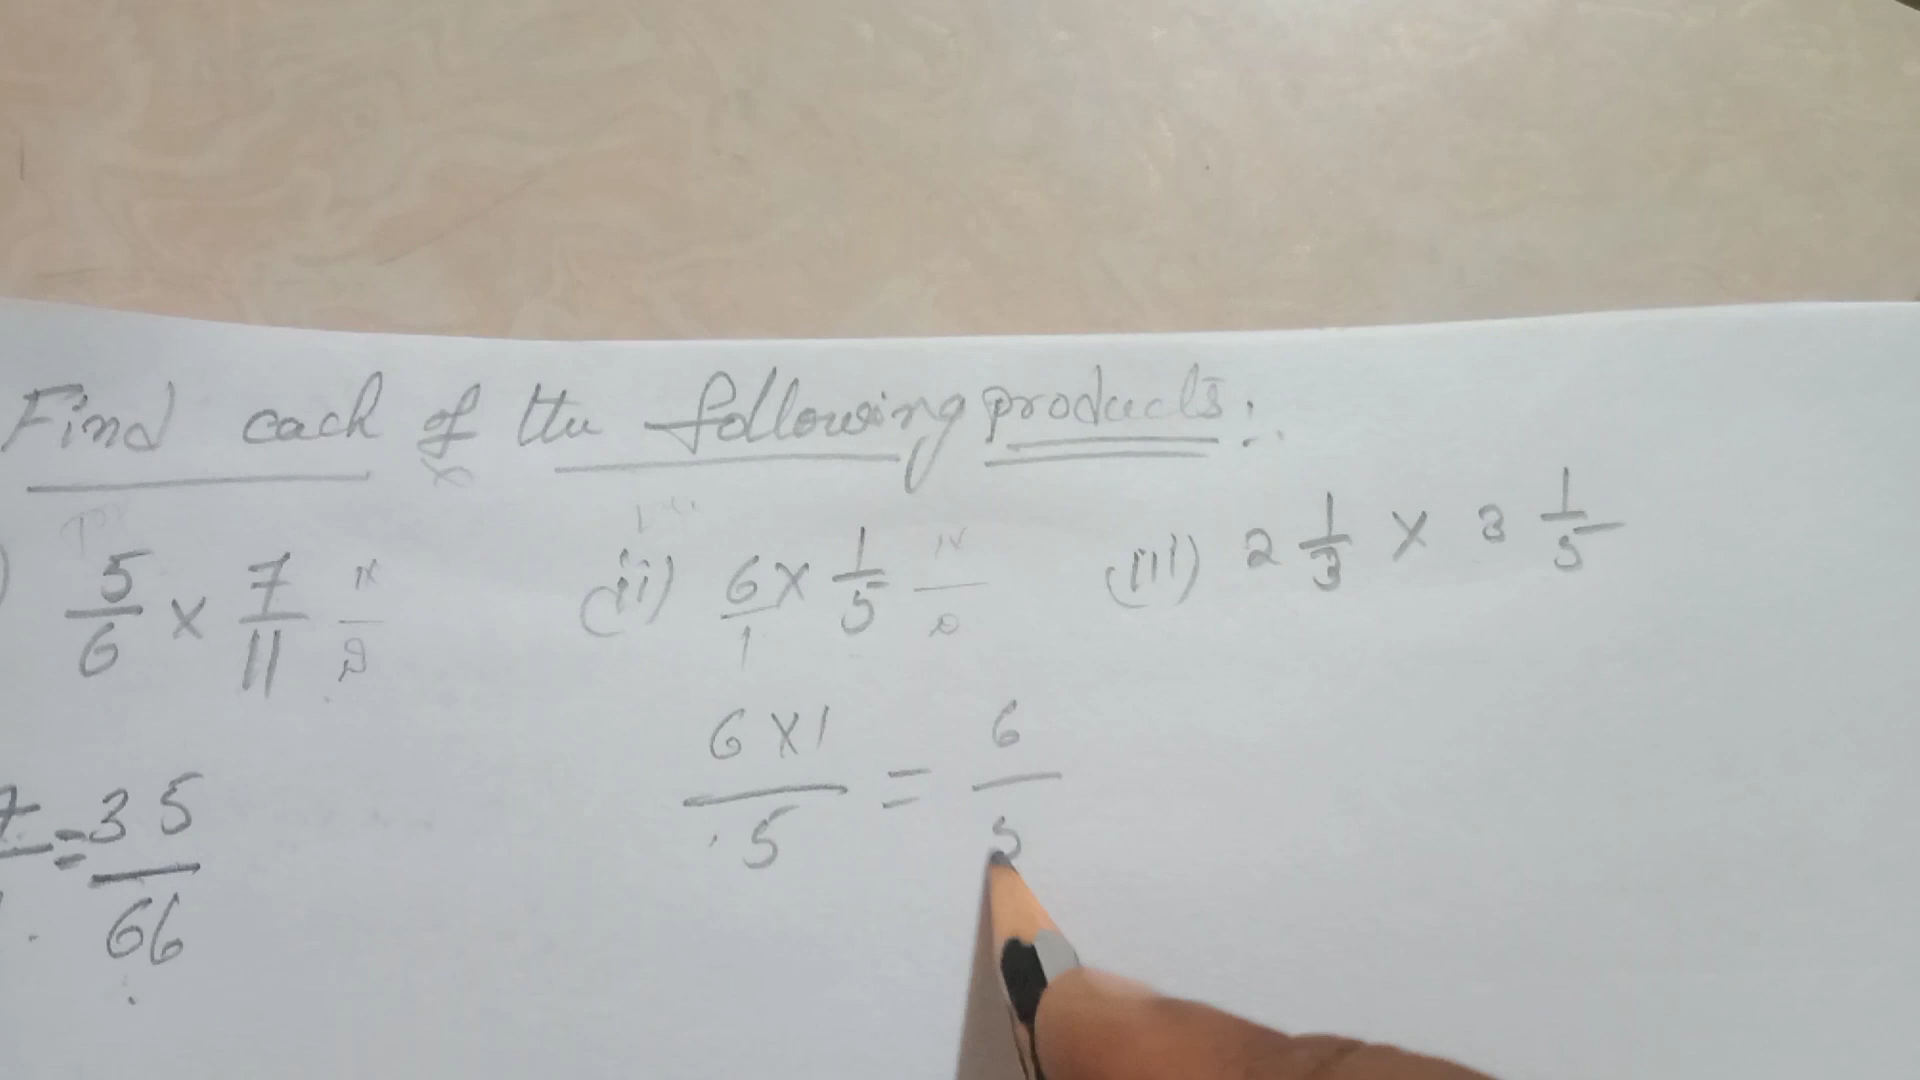 Find each of the following products:
5/6 × 7/11 N/D (ii) 6/1 × 1/5 N/D (iii) 2 1/3 × 3 1/5
7 = 35/66 6×1/5 = 6/5